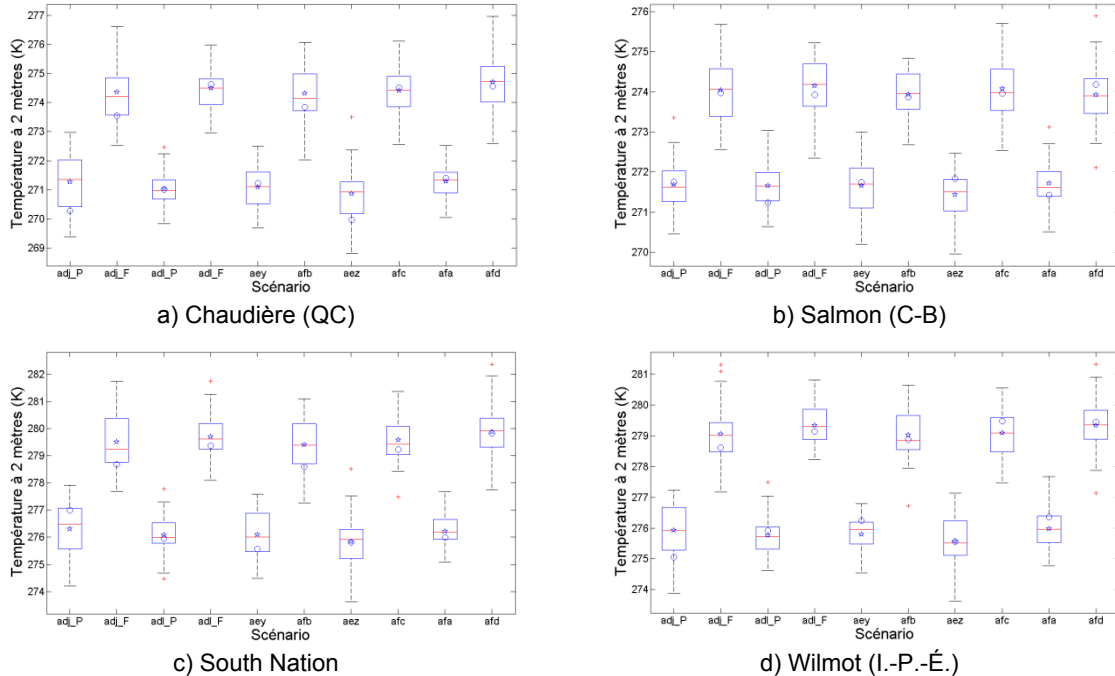 Température à 2 mètres (K)
277
276
275
274
273
272
271
270
269
adj_P adj_F adl_P adl_F aey afb aez afc afa afd
Scénario
a) Chaudière (QC)
Température à 2 mètres (K)
276
275
274
273
272
271
270
adj_P adj_F adl_P adl_F aey afb aez afc afa afd
Scénario
b) Salmon (C-B)
Température à 2 mètres (K)
282
281
280
279
278
277
276
275
274
adj_P adj_F adl_P adl_F aey afb aez afc afa afd
Scénario
c) South Nation
Température à 2 mètres (K)
281
280
279
278
277
276
275
274
adj_P adj_F adl_P adl_F aey afb aez afc afa afd
Scénario
d) Wilmot (I.-P.-É.)